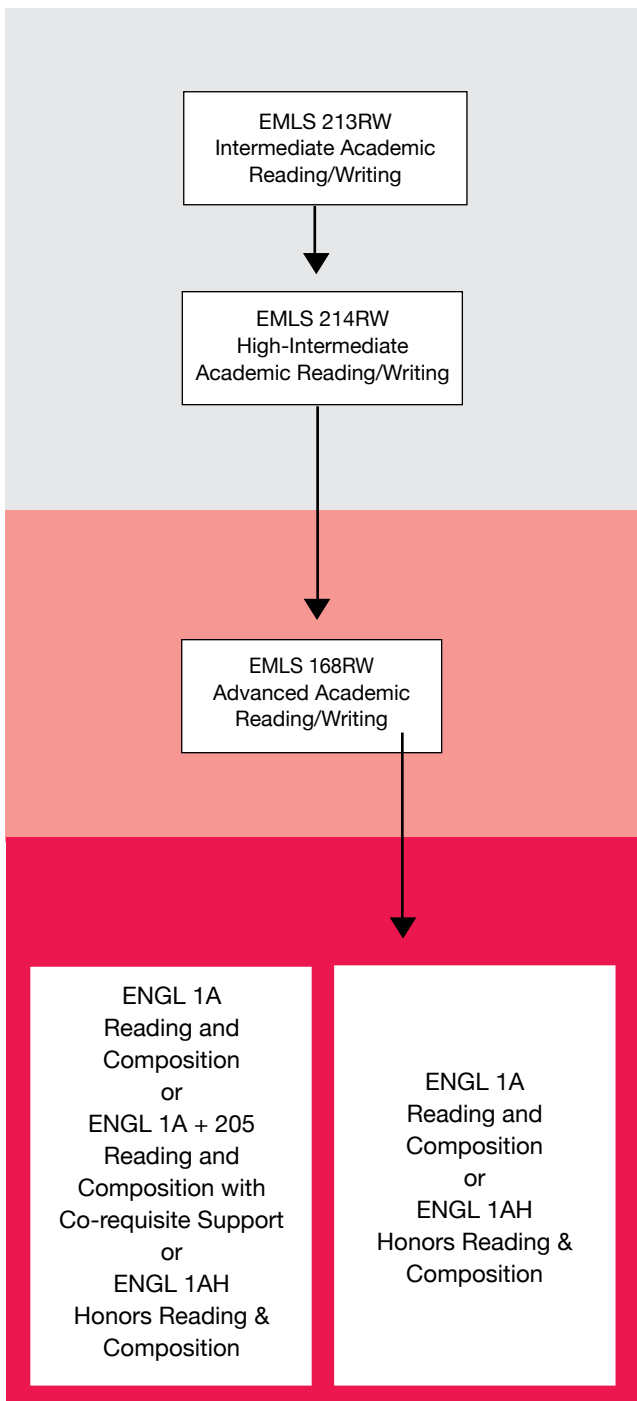 EMLS 213RW
Intermediate Academic
Reading/Writing
EMLS 214RW
High-Intermediate
Academic Reading/Writing
EMLS 168RW
Advanced Academic
Reading/Writing
ENGL 1A
Reading and
Composition
or
ENGL 1A + 205
Reading and
Composition with
Co-requisite Support
or
ENGL 1AH
Honors Reading &
Composition
ENGL 1A
Reading and
Composition
or
ENGL 1AH
Honors Reading &
Composition